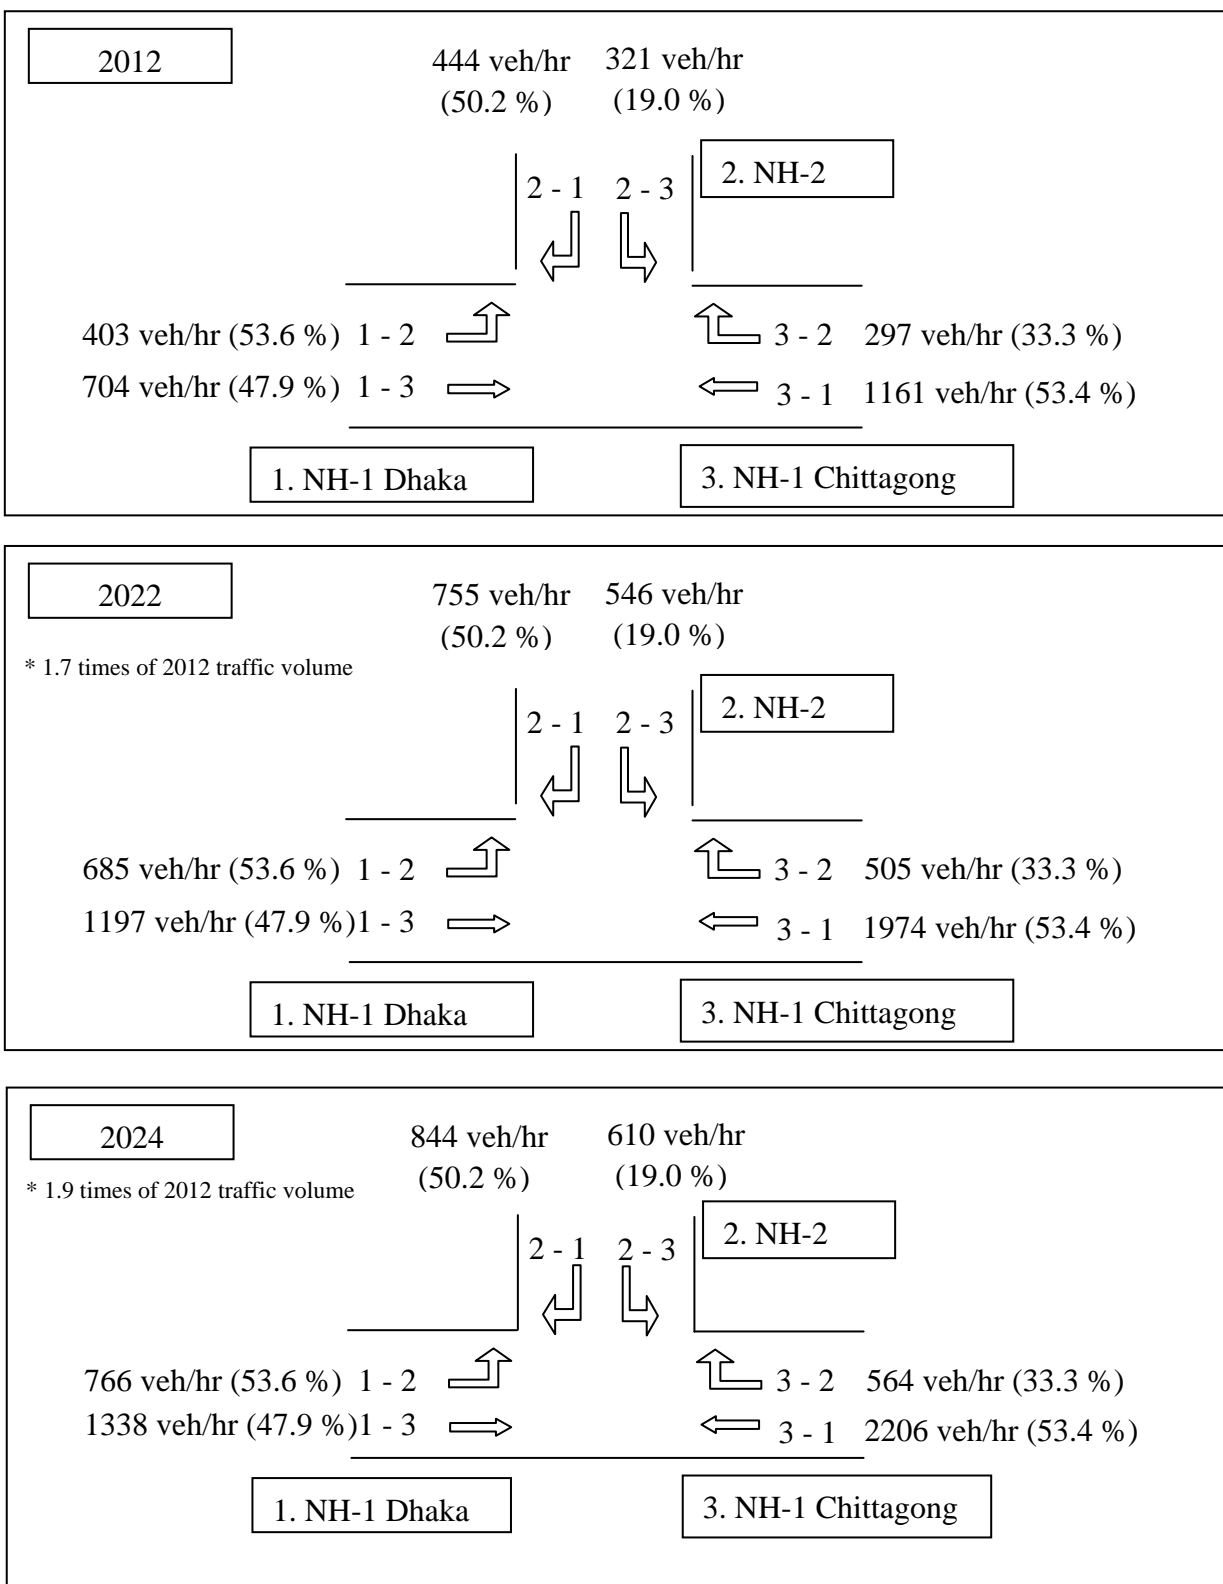 2012
444 veh/hr 321 veh/hr
(50.2 %) (19.0 %)
2. NH-2
2 - 1 2 - 3
403 veh/hr (53.6 %) 1 - 2 3 - 2 297 veh/hr (33.3 %)
704 veh/hr (47.9 %) 1 - 3 3 - 1 1161 veh/hr (53.4 %)
1. NH-1 Dhaka 3. NH-1 Chittagong
2022
755 veh/hr 546 veh/hr
(50.2 %) (19.0 %)
* 1.7 times of 2012 traffic volume
2. NH-2
2 - 1 2 - 3
685 veh/hr (53.6 %) 1 - 2 3 - 2 505 veh/hr (33.3 %)
1197 veh/hr (47.9 %)1 - 3 3 - 1 1974 veh/hr (53.4 %)
1. NH-1 Dhaka 3. NH-1 Chittagong
2024
844 veh/hr 610 veh/hr
(50.2 %) (19.0 %)
* 1.9 times of 2012 traffic volume
2. NH-2
2 - 1 2 - 3
766 veh/hr (53.6 %) 1 - 2 3 - 2 564 veh/hr (33.3 %)
1338 veh/hr (47.9 %)1 - 3 3 - 1 2206 veh/hr (53.4 %)
1. NH-1 Dhaka 3. NH-1 Chittagong